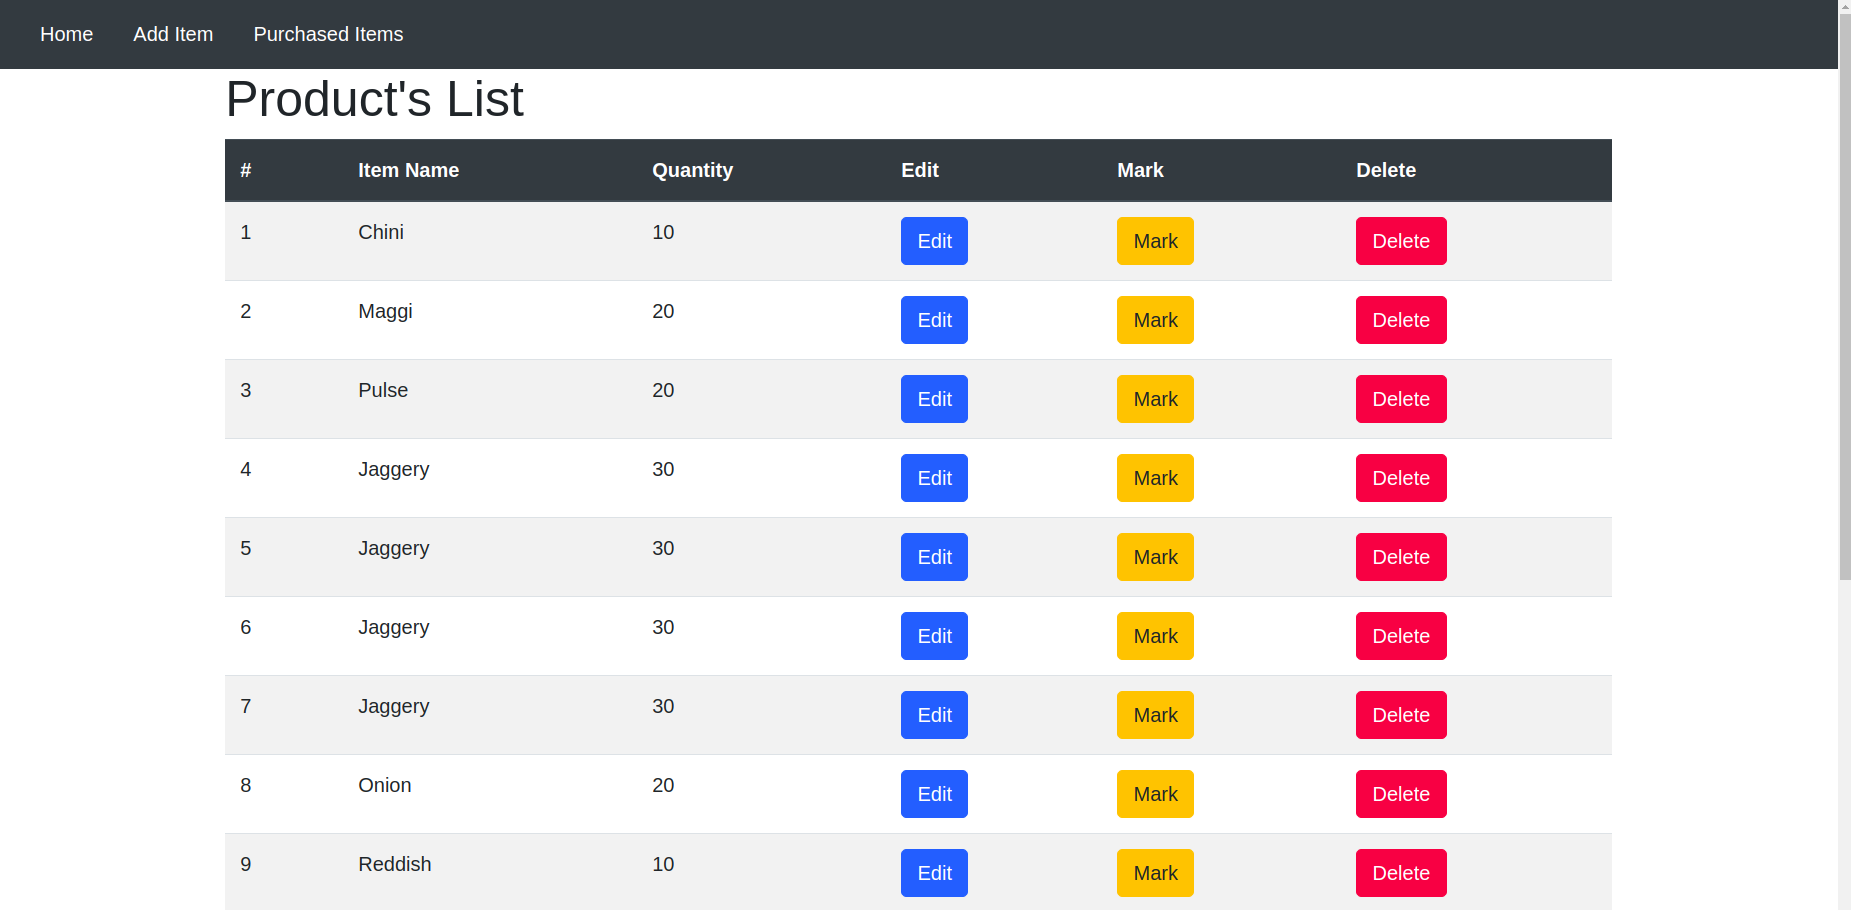 Home Add Item Purchased Items
Product's List
# Item Name Quantity Edit Mark Delete
1 Chini 10 Edit Mark Delete
2 Maggi 20 Edit Mark Delete
3 Pulse 20 Edit Mark Delete
4 Jaggery 30 Edit Mark Delete
5 Jaggery 30 Edit Mark Delete
6 Jaggery 30 Edit Mark Delete
7 Jaggery 30 Edit Mark Delete
8 Onion 20 Edit Mark Delete
9 Reddish 10 Edit Mark Delete